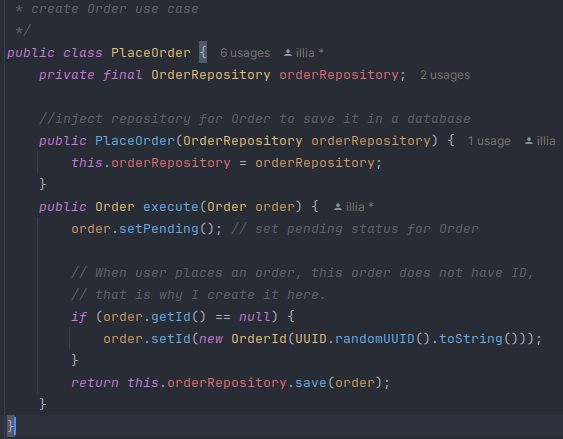 * create Order use case
*/
public class PlaceOrder { 6 usages illia *
private final OrderRepository orderRepository; 2 usages
//inject repository for Order to save it in a database
public PlaceOrder(OrderRepository orderRepository) { 1 usage illia
this.orderRepository = orderRepository;
}
public Order execute(Order order) { illia *
order.setPending(); // set pending status for Order
// When user places an order, this order does not have ID,
// that is why I create it here.
if (order.getId() == null) {
order.setId(new OrderId(UUID.randomUUID().toString()));
}
return this.orderRepository.save(order);
}
}